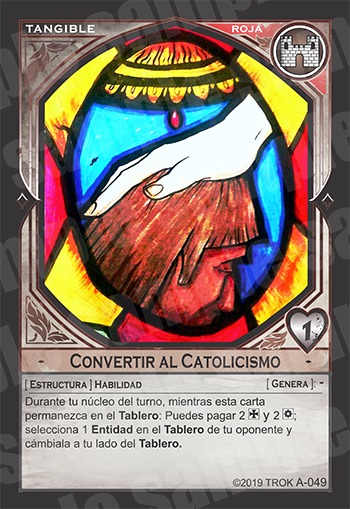 TANGIBLE ROJA
1
- CONVERTIR AL CATOLICISMO -
[ ESTRUCTURA ] HABILIDAD [ GENERA ]: -
Durante tu núcleo del turno, mientras esta carta
permanezca en el Tablero: Puedes pagar 2 y 2 ;
selecciona 1 Entidad en el Tablero de tu oponente y
cámbiala a tu lado del Tablero.
©2019 TROK A-049